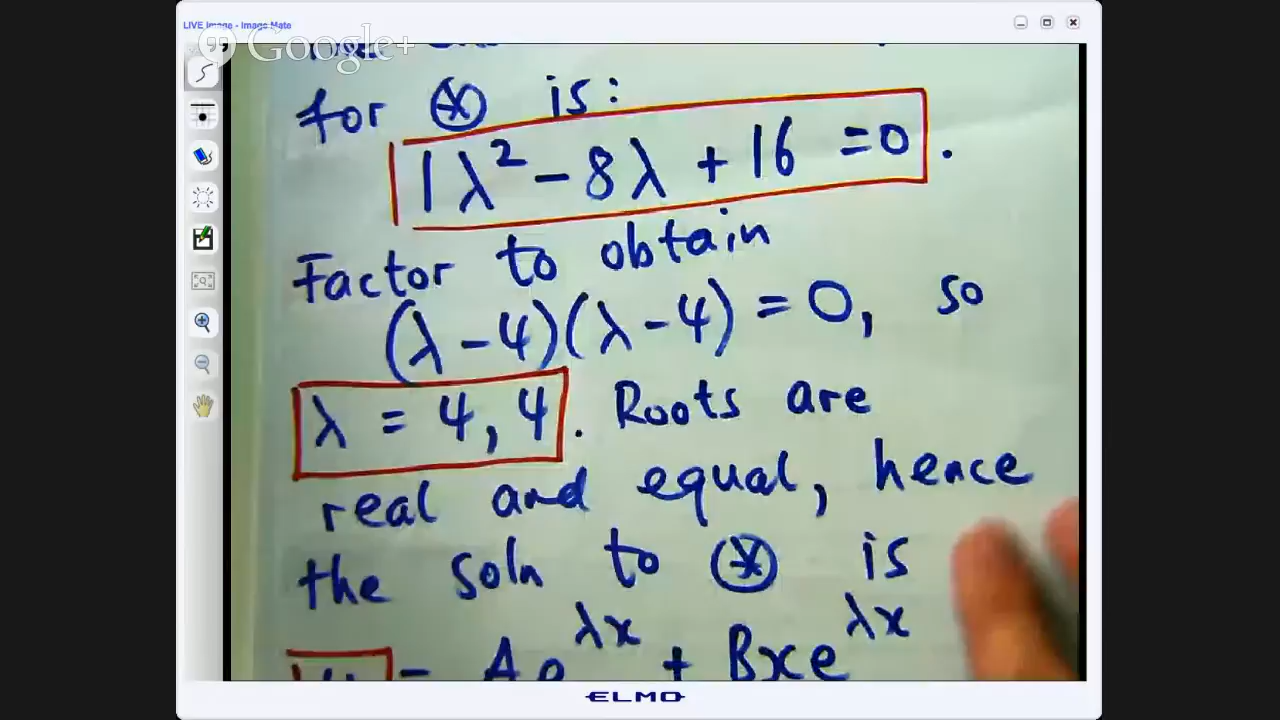 LIVE Image - Image Mate
Google+
for ⊛ is:
1λ² - 8λ + 16 = 0.
Factor to obtain
(λ - 4)(λ - 4) = 0, so
λ = 4, 4. Roots are
real and equal, hence
the soln to ⊛ is
= Ae^λx + Bxe^λx
ELMO